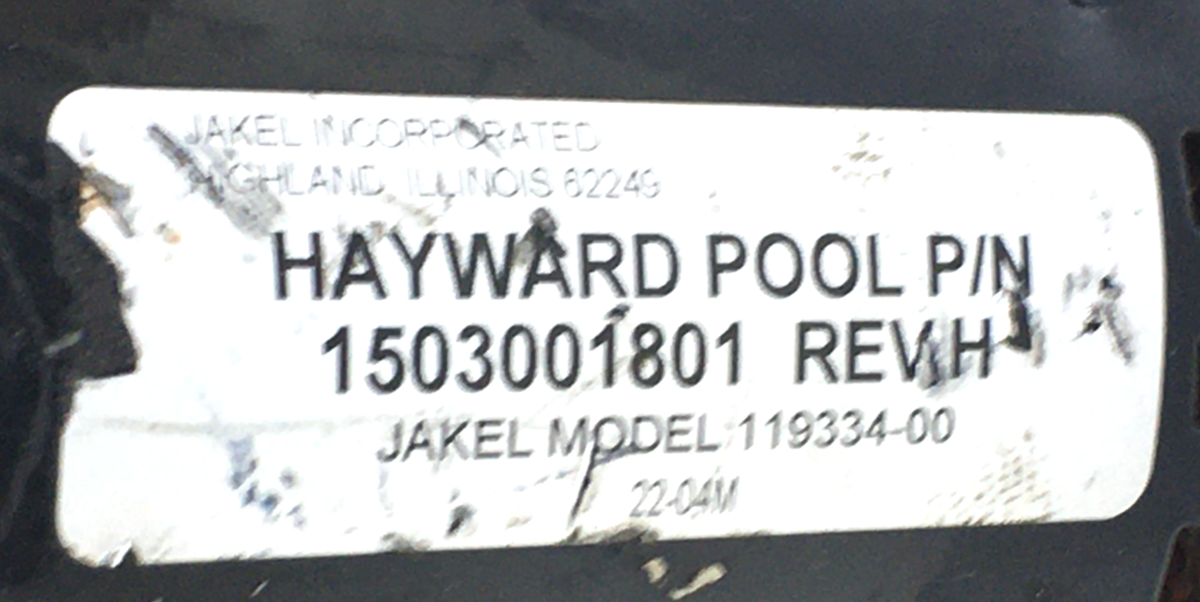 JAKEL INCORPORATED
HIGHLAND, ILLINOIS 62249
HAYWARD POOL P/N
1503001801 REV.H
JAKEL MODEL 119334-00
22-04M